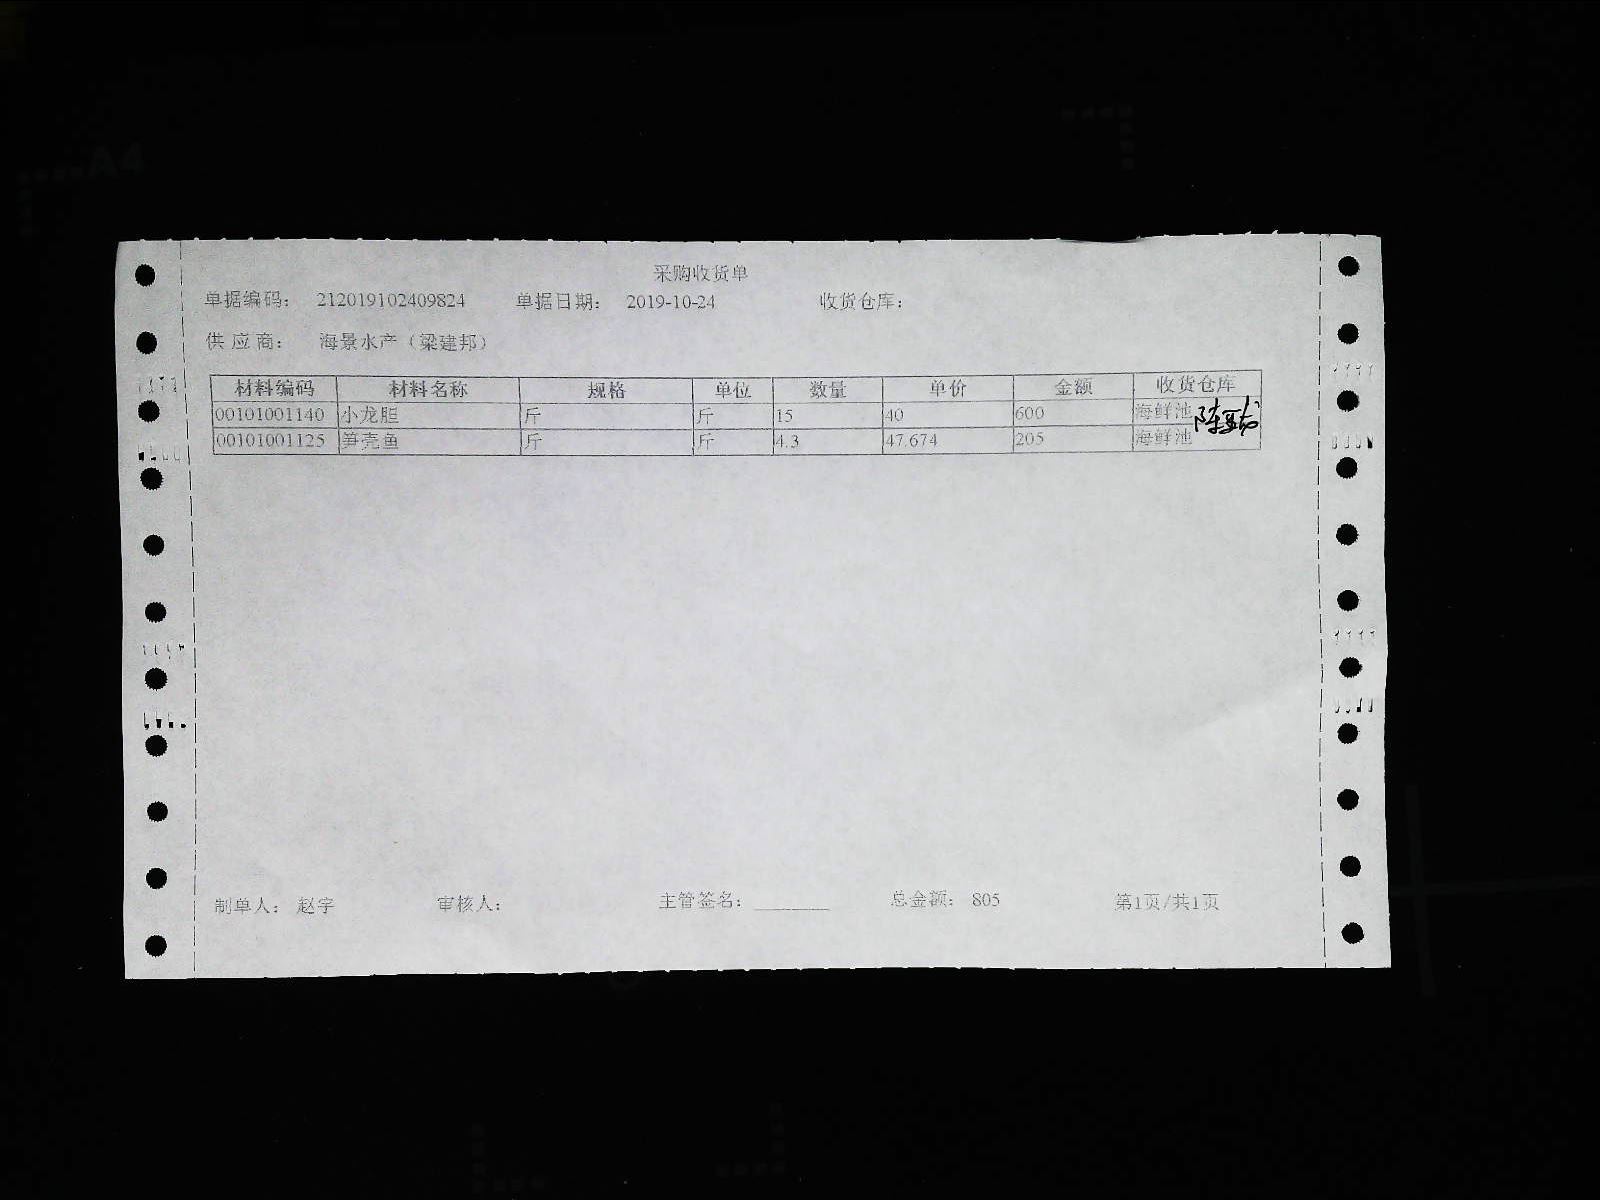 采购收货单
单据编码： 212019102409824 单据日期： 2019-10-24 收货仓库：
供 应 商： 海景水产（梁建邦）
材料编码 材料名称 规格 单位 数量 单价 金额 收货仓库
00101001140 小龙胆 斤 斤 15 40 600 海鲜池
00101001125 笋壳鱼 斤 斤 4.3 47.674 205 海鲜池
制单人： 赵宇 审核人： 主管签名：_______ 总金额： 805 第1页/共1页